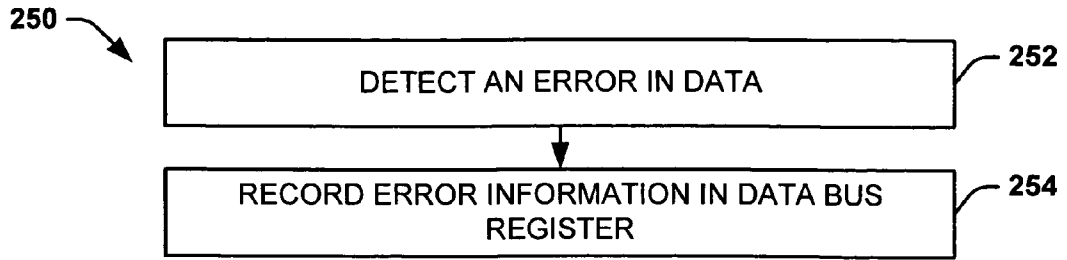 250
DETECT AN ERROR IN DATA
252
RECORD ERROR INFORMATION IN DATA BUS
REGISTER
254